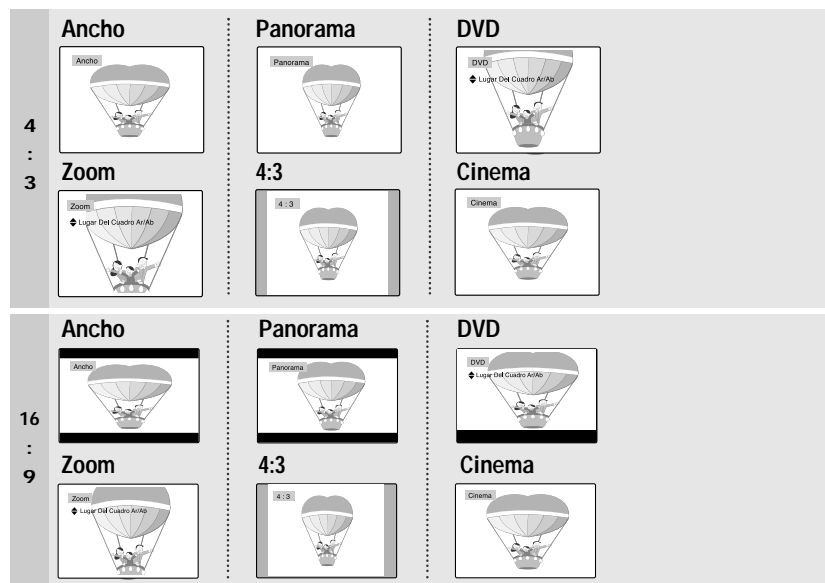 4
:
3
Ancho
Ancho
Panorama
Panorama
DVD
DVD
Lugar Del Cuadro Ar/Ab
Zoom
Zoom
Lugar Del Cuadro Ar/Ab
4:3
4 : 3
Cinema
Cinema
16
:
9
Ancho
Ancho
Panorama
Panorama
DVD
DVD
Lugar Del Cuadro Ar/Ab
Zoom
Zoom
Lugar Del Cuadro Ar/Ab
4:3
4 : 3
Cinema
Cinema